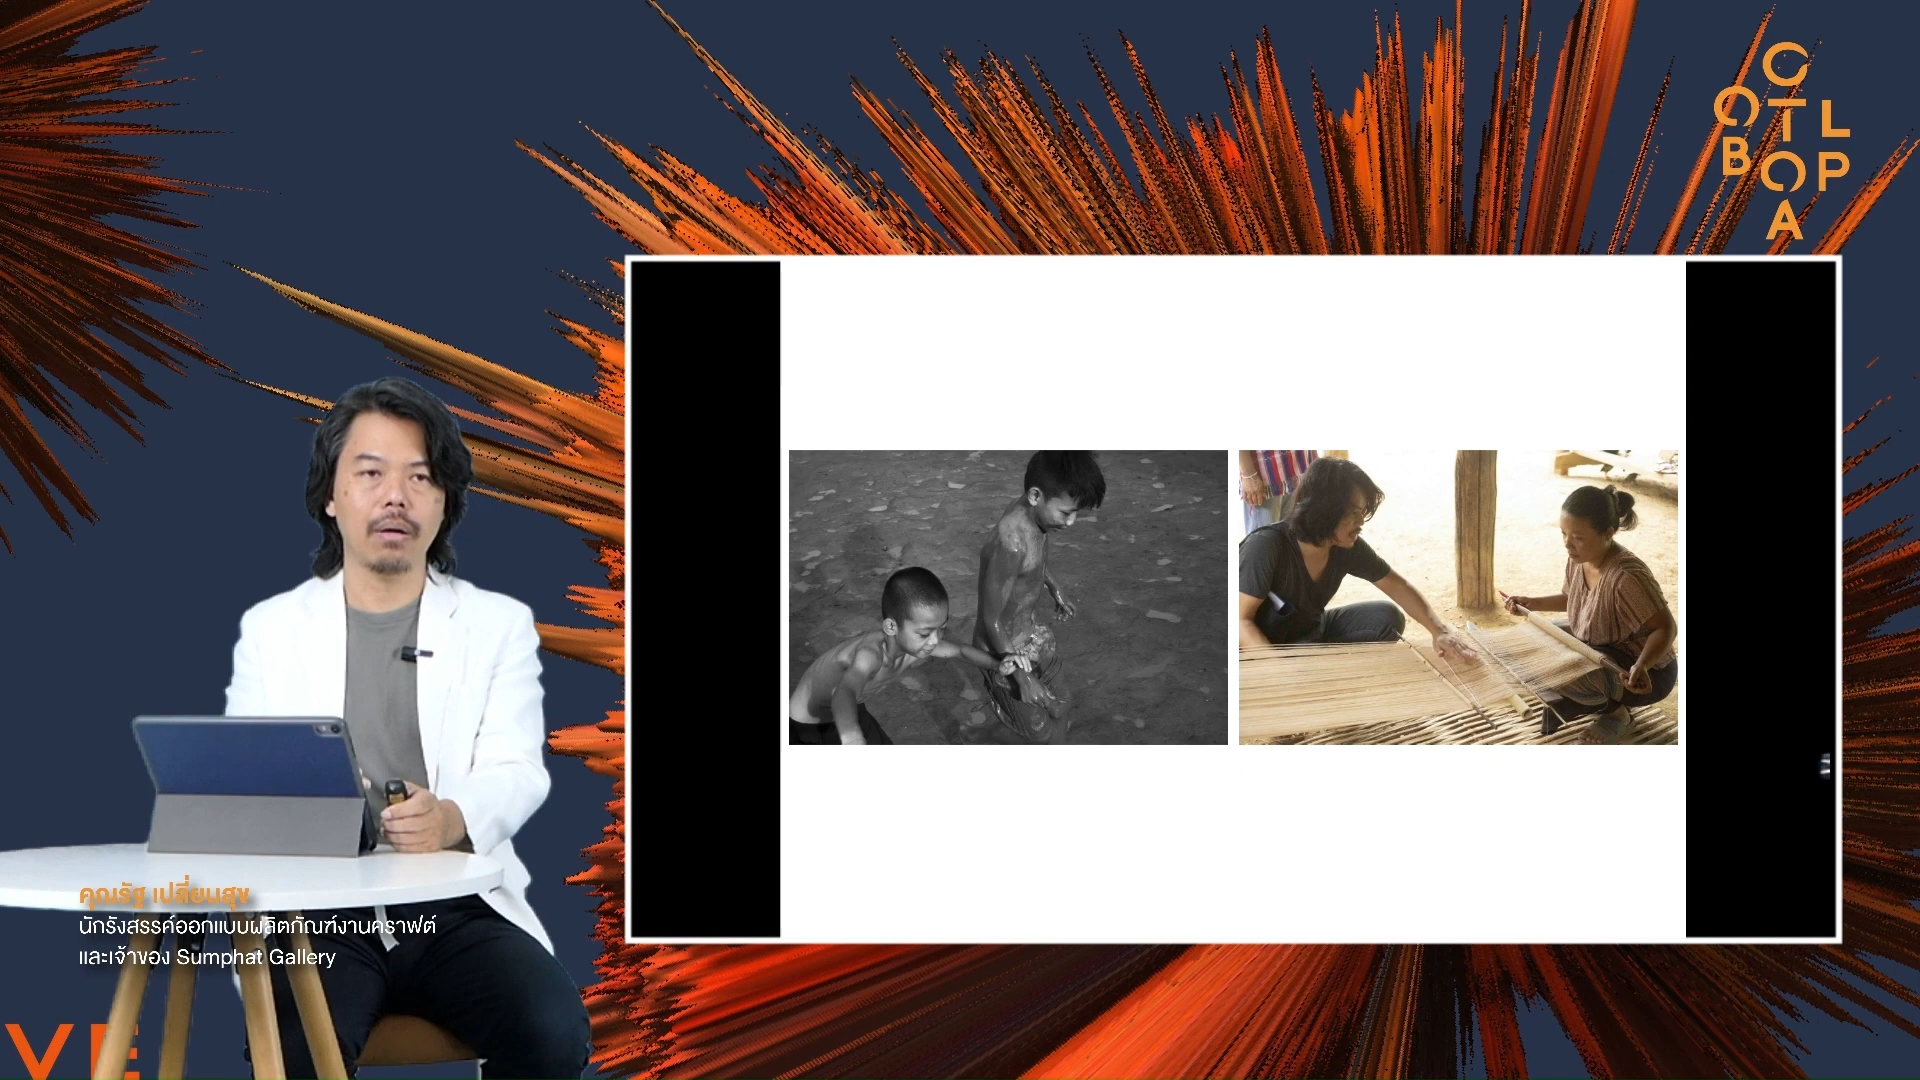 C
O T L
B O P
A
คุณรัฐ เปลี่ยนสุข
นักรังสรรค์ออกแบบผลิตภัณฑ์งานคราฟต์
และเจ้าของ Sumphat Gallery
VE